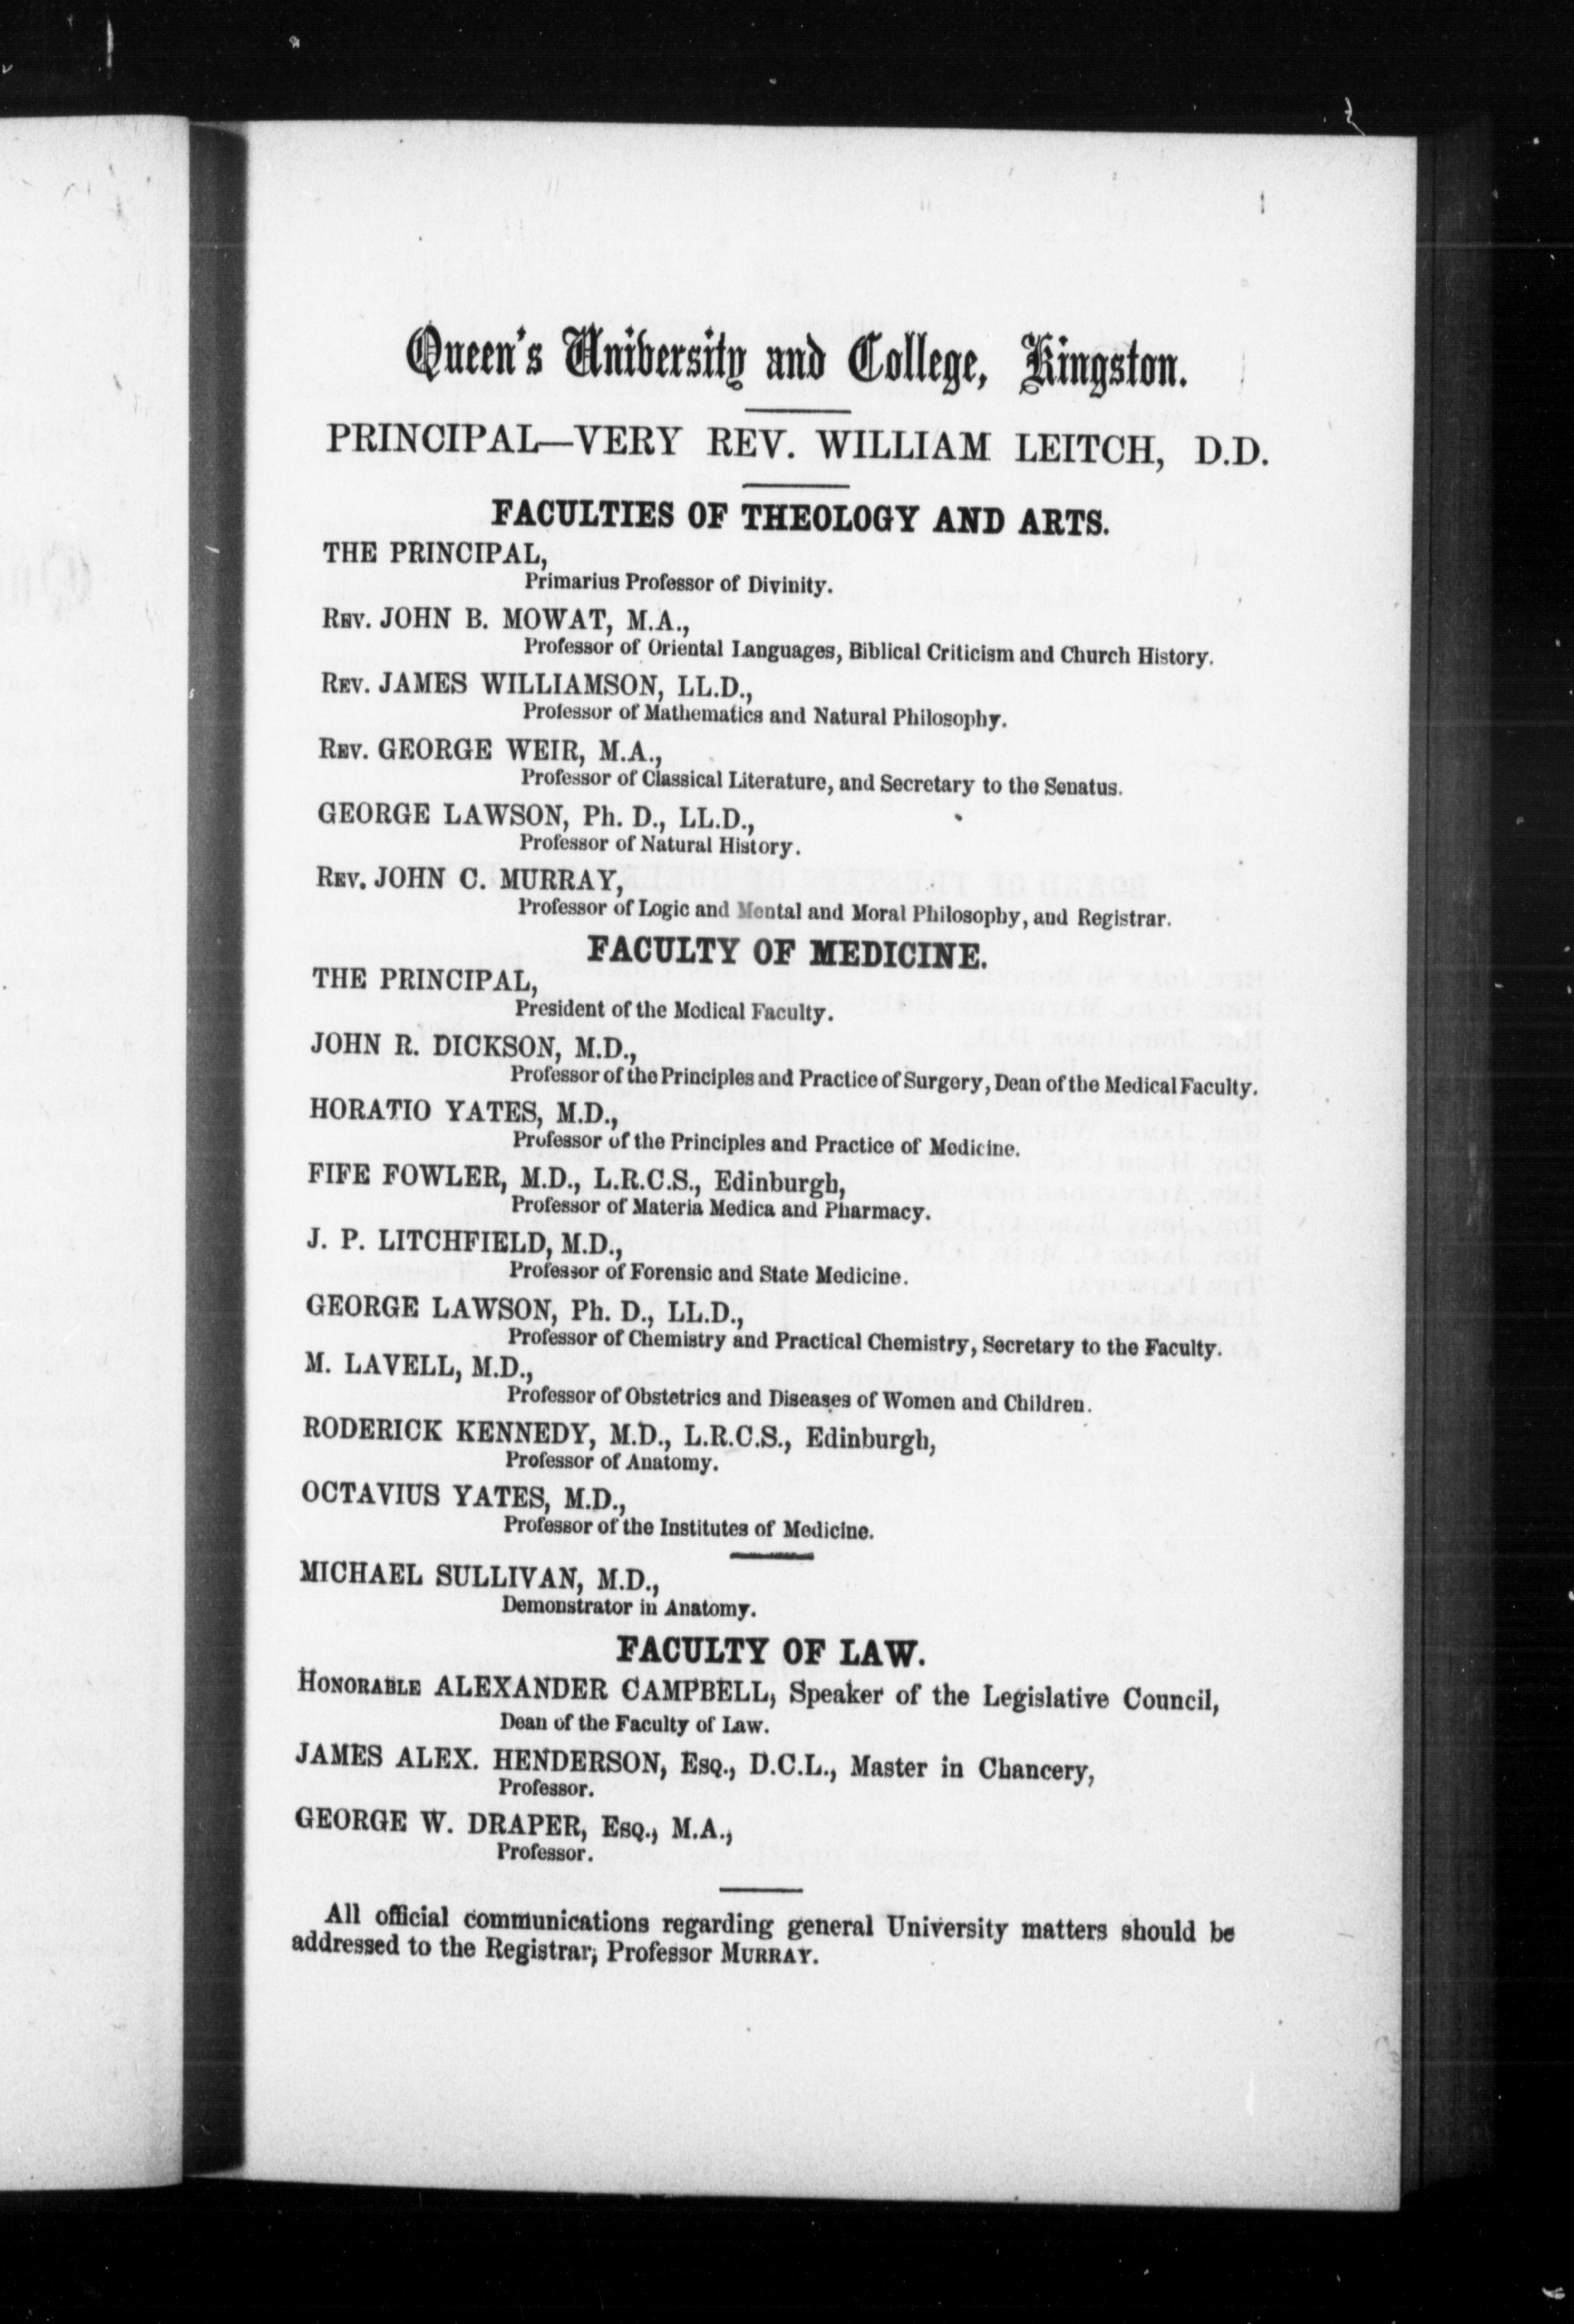 Queen's University and College, Kingston.
PRINCIPAL—VERY REV. WILLIAM LEITCH, D.D.
FACULTIES OF THEOLOGY AND ARTS.
THE PRINCIPAL,
Primarius Professor of Divinity.
REV. JOHN B. MOWAT, M.A.,
Professor of Oriental Languages, Biblical Criticism and Church History.
REV. JAMES WILLIAMSON, LL.D.,
Professor of Mathematics and Natural Philosophy.
REV. GEORGE WEIR, M.A.,
Professor of Classical Literature, and Secretary to the Senatus.
GEORGE LAWSON, Ph. D., LL.D.,
Professor of Natural History.
REV. JOHN C. MURRAY,
Professor of Logic and Mental and Moral Philosophy, and Registrar.
FACULTY OF MEDICINE.
THE PRINCIPAL,
President of the Medical Faculty.
JOHN R. DICKSON, M.D.,
Professor of the Principles and Practice of Surgery, Dean of the Medical Faculty.
HORATIO YATES, M.D.,
Professor of the Principles and Practice of Medicine.
FIFE FOWLER, M.D., L.R.C.S., Edinburgh,
Professor of Materia Medica and Pharmacy.
J. P. LITCHFIELD, M.D.,
Professor of Forensic and State Medicine.
GEORGE LAWSON, Ph. D., LL.D.,
Professor of Chemistry and Practical Chemistry, Secretary to the Faculty.
M. LAVELL, M.D.,
Professor of Obstetrics and Diseases of Women and Children.
RODERICK KENNEDY, M.D., L.R.C.S., Edinburgh,
Professor of Anatomy.
OCTAVIUS YATES, M.D.,
Professor of the Institutes of Medicine.
MICHAEL SULLIVAN, M.D.,
Demonstrator in Anatomy.
FACULTY OF LAW.
HONORABLE ALEXANDER CAMPBELL, Speaker of the Legislative Council,
Dean of the Faculty of Law.
JAMES ALEX. HENDERSON, ESQ., D.C.L., Master in Chancery,
Professor.
GEORGE W. DRAPER, ESQ., M.A.,
Professor.
All official communications regarding general University matters should be
addressed to the Registrar, Professor MURRAY.